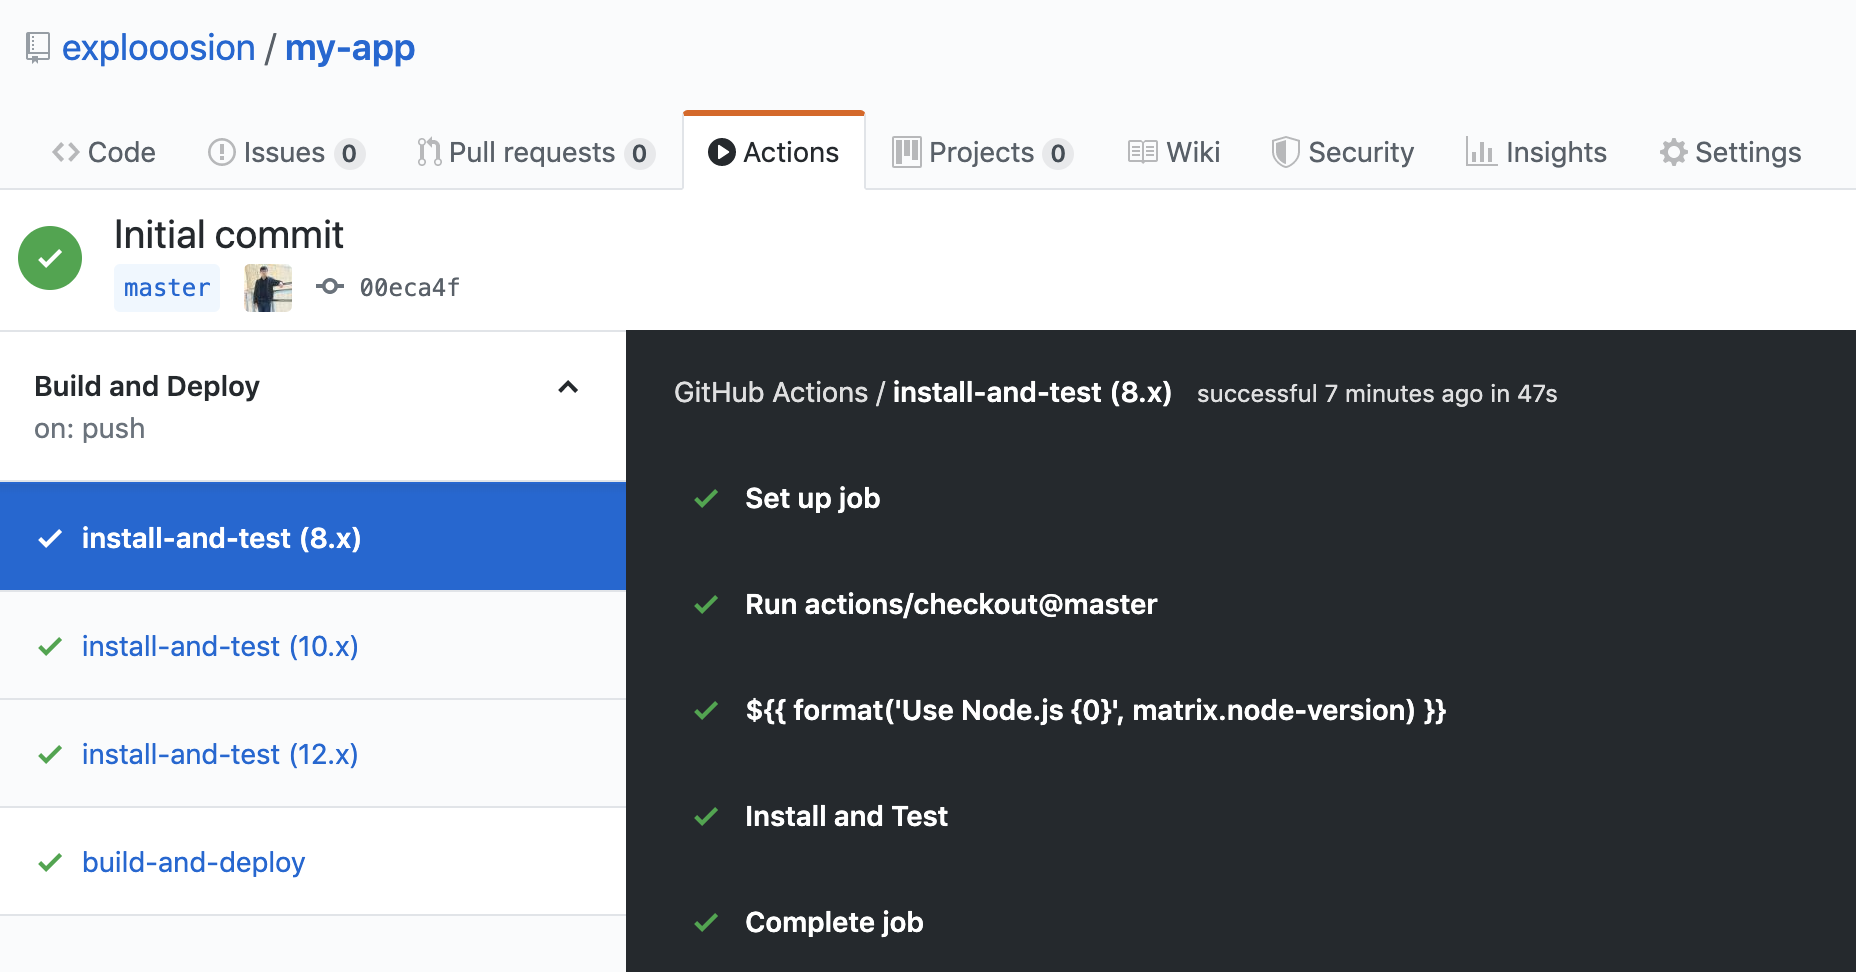 explooosion / my-app
Code Issues 0 Pull requests 0 Actions Projects 0 Wiki Security Insights Settings
Initial commit
master 00eca4f
Build and Deploy
on: push
install-and-test (8.x)
install-and-test (10.x)
install-and-test (12.x)
build-and-deploy
GitHub Actions / install-and-test (8.x) successful 7 minutes ago in 47s
Set up job
Run actions/checkout@master
${{ format('Use Node.js {0}', matrix.node-version) }}
Install and Test
Complete job